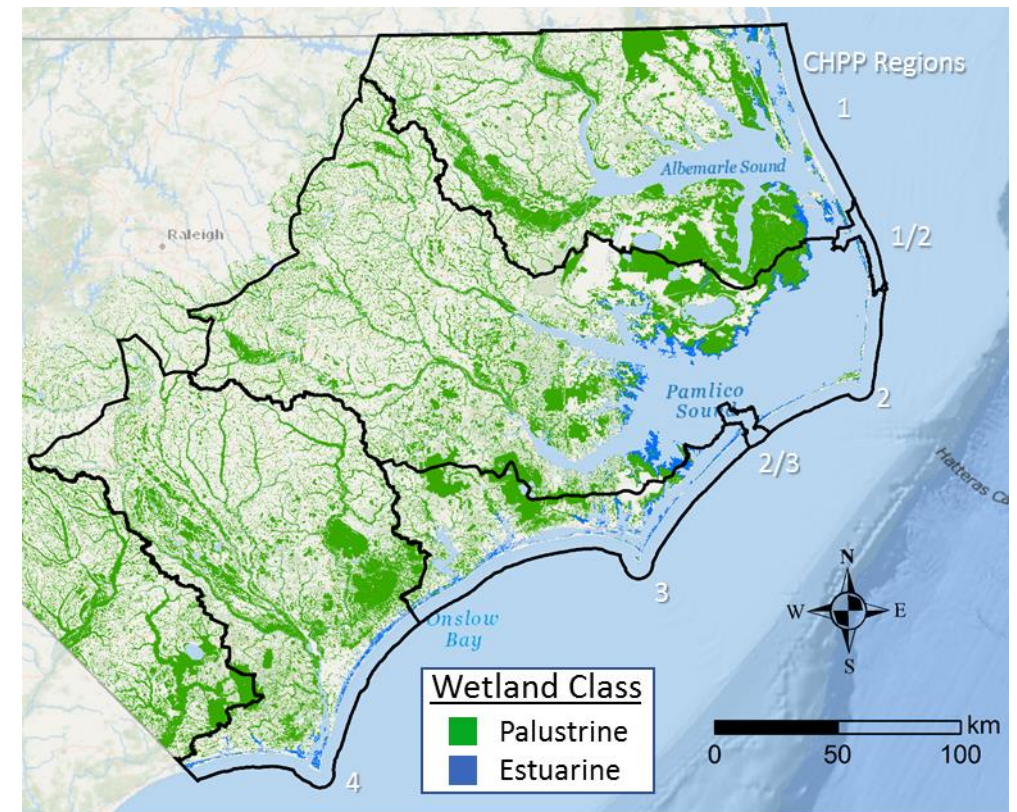 CHPP Regions
1
Albemarle Sound
Raleigh
1/2
Pamlico
Sound
2
2/3
Hatteras Ca
3
Onslow
Bay
N
W
E
S
Wetland Class
Palustrine
Estuarine
km
0
50
100
4